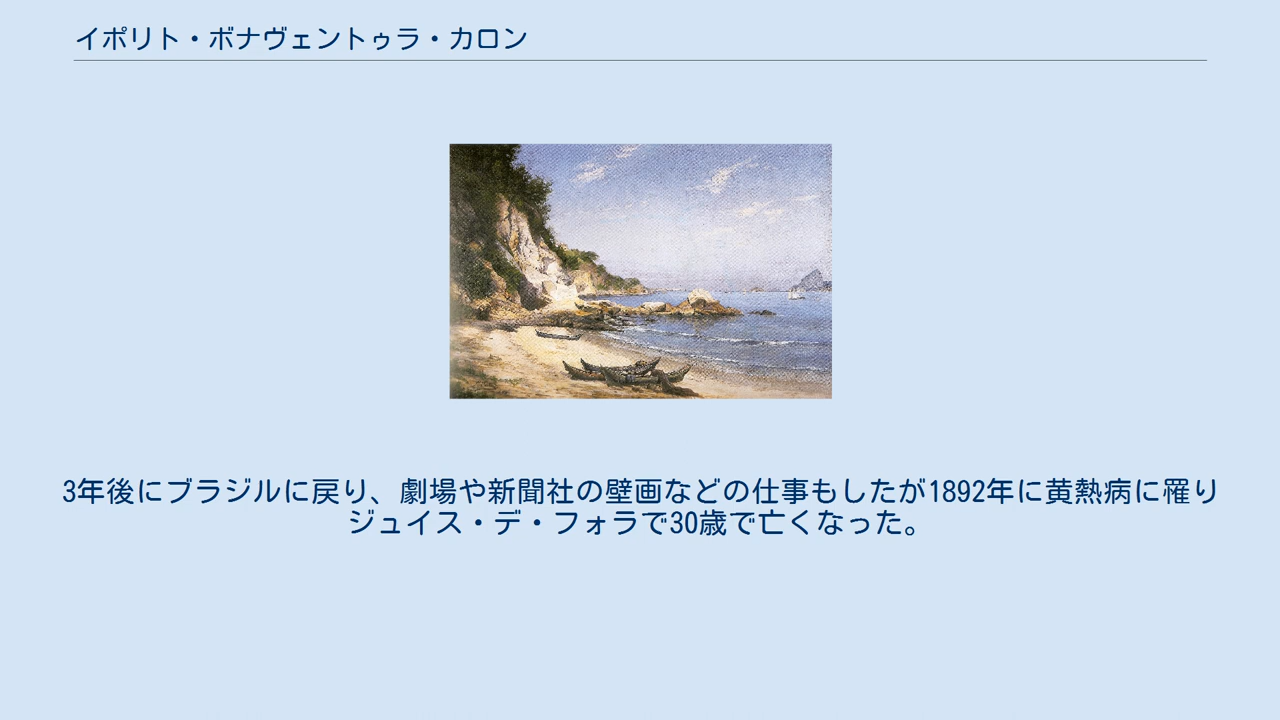 イポリト・ボナヴェントゥラ・カロン
3年後にブラジルに戻り、劇場や新聞社の壁画などの仕事もしたが1892年に黄熱病に罹り
ジュイス・デ・フォラで30歳で亡くなった。